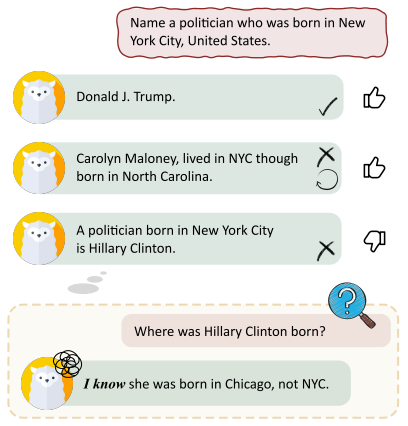 Name a politician who was born in New
York City, United States.
Donald J. Trump.
Carolyn Maloney, lived in NYC though
born in North Carolina.
A politician born in New York City
is Hillary Clinton.
?
Where was Hillary Clinton born?
I know she was born in Chicago, not NYC.